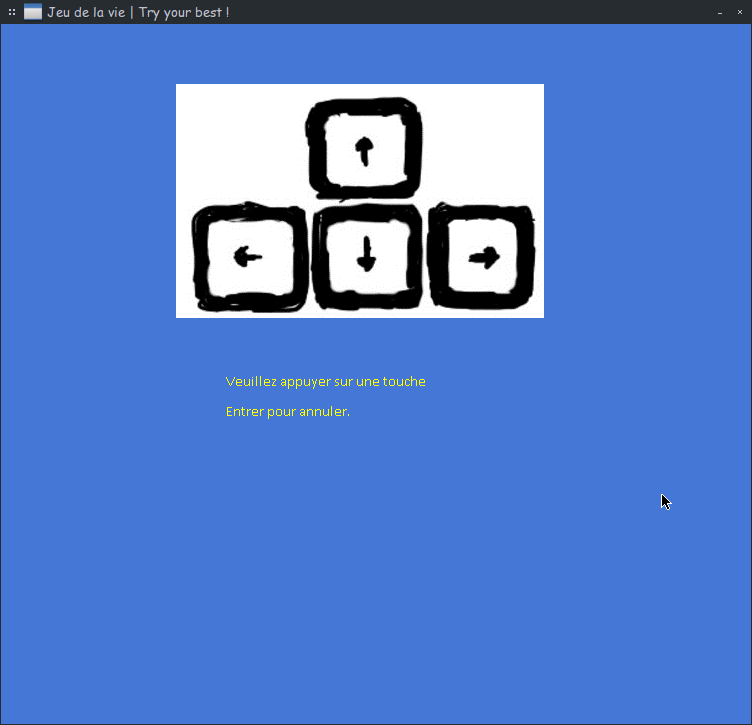 Jeu de la vie | Try your best !
Veuillez appuyer sur une touche
Entrer pour annuler.